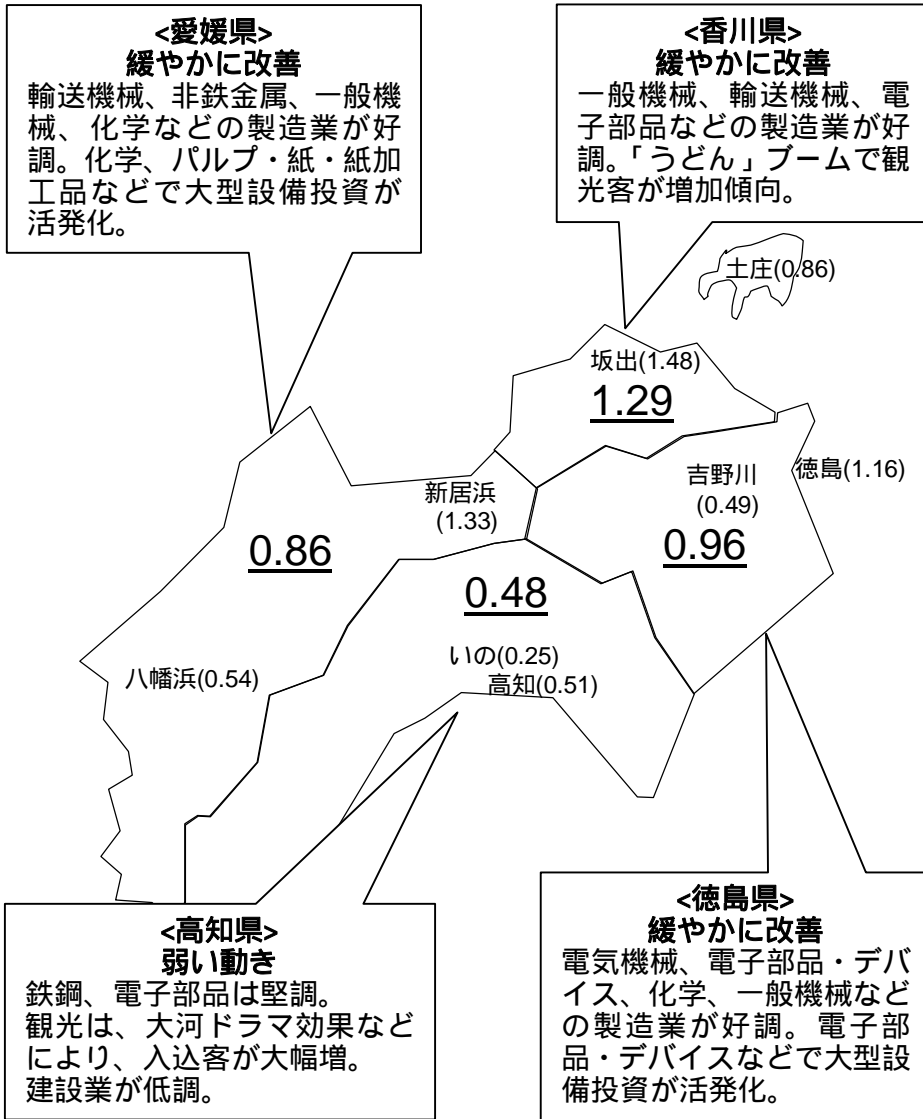 <愛媛県>
緩やかに改善
輸送機械、非鉄金属、一般機
械、化学などの製造業が好
調。化学、パルプ・紙・紙加
工品などで大型設備投資が
活発化。
<香川県>
緩やかに改善
一般機械、輸送機械、電
子部品などの製造業が好
調。「うどん」ブームで観
光客が増加傾向。
土庄(0.86)
坂出(1.48)
1.29
新居浜
(1.33)
吉野川
(0.49)
徳島(1.16)
0.86
0.96
0.48
八幡浜(0.54)
いの(0.25)
高知(0.51)
<高知県>
弱い動き
鉄鋼、電子部品は堅調。
観光は、大河ドラマ効果など
により、入込客が大幅増。
建設業が低調。
<徳島県>
緩やかに改善
電気機械、電子部品・デバ
イス、化学、一般機械など
の製造業が好調。電子部
品・デバイスなどで大型設
備投資が活発化。